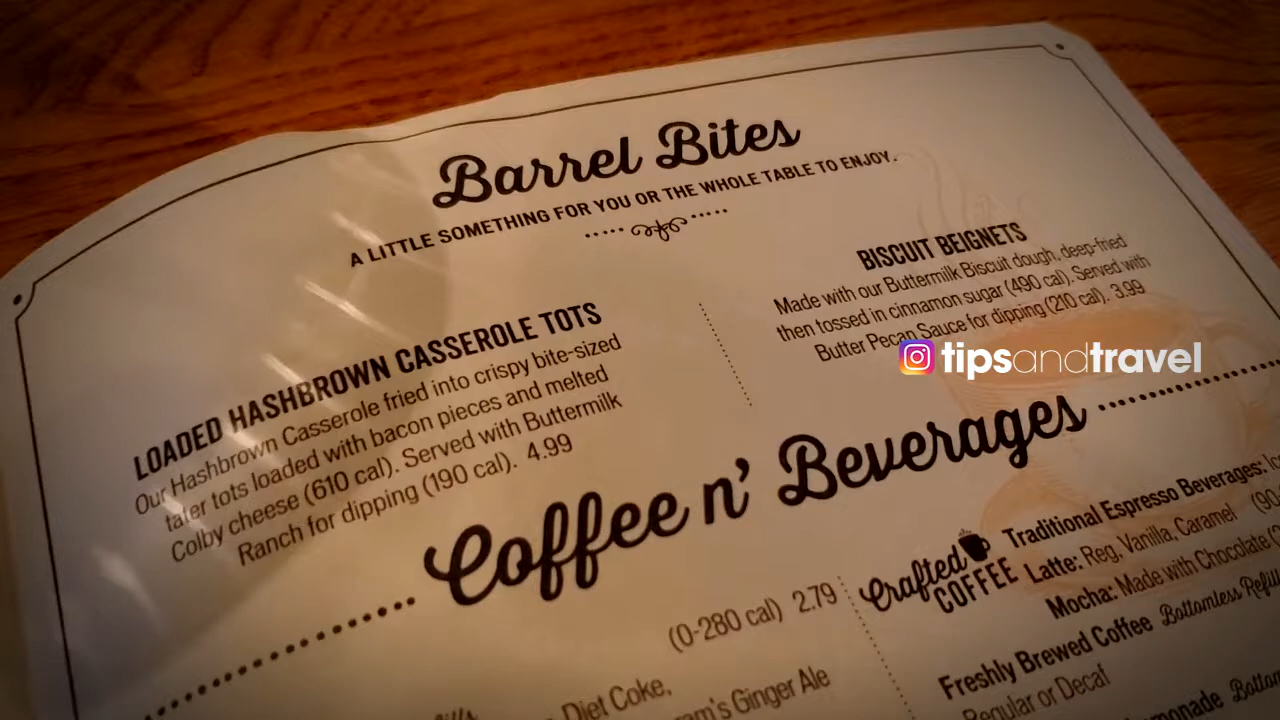 Barrel Bites
A LITTLE SOMETHING FOR YOU OR THE WHOLE TABLE TO ENJOY.
LOADED HASHBROWN CASSEROLE TOTS
Our Hashbrown Casserole fried into crispy bite-sized
tater tots loaded with bacon pieces and melted
Colby cheese (610 cal). Served with Buttermilk
Ranch for dipping (190 cal). 4.99
BISCUIT BEIGNETS
Made with our Buttermilk Biscuit dough, deep-fried
then tossed in cinnamon sugar (490 cal). Served with
Butter Pecan Sauce for dipping (210 cal). 3.99
tipsandtravel
Coffee n' Beverages
(0-280 cal) 2.79
Diet Coke,
Ginger Ale
Crafted
COFFEE
Traditional Espresso Beverages:
Latte: Reg, Vanilla, Caramel (90
Mocha: Made with Chocolate (
Freshly Brewed Coffee Bottomless
Regular or Decaf